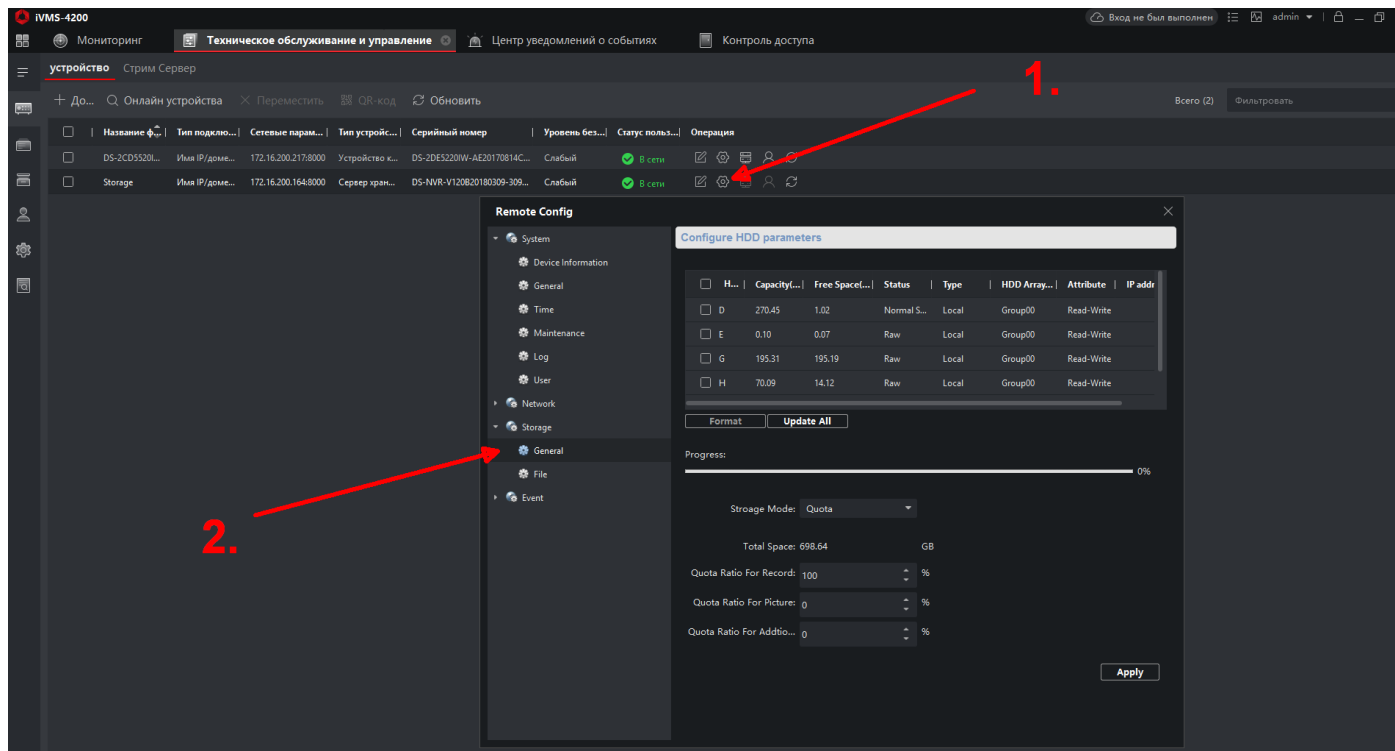 iVMS-4200
Вход не был выполнен admin
Мониторинг Техническое обслуживание и управление Центр уведомлений о событиях Контроль доступа
устройство Стрим Сервер
1.
До... Онлайн устройства Переместить QR-код Обновить Всего (2) Фильтровать
Название ф... Тип подклю... Сетевые парам... Тип устройс... Серийный номер Уровень без... Статус польз... Операция
DS-2CD5520I... Имя IP/доме... 172.16.200.217:8000 Устройство к... DS-2DE5220IW-AE20170814C... Слабый В сети
Storage Имя IP/доме... 172.16.200.164:8000 Сервер хран... DS-NVR-V120B20180309-309... Слабый В сети
Remote Config
System
Device Information
General
Time
Maintenance
Log
User
Network
Storage
General
File
Event
2.
Configure HDD parameters
H... Capacity(... Free Space(... Status Type HDD Array... Attribute IP addr
D 270.45 1.02 Normal S... Local Group00 Read-Write
E 0.10 0.07 Raw Local Group00 Read-Write
G 195.31 195.19 Raw Local Group00 Read-Write
H 70.09 14.12 Raw Local Group00 Read-Write
Format Update All
Progress:
0%
Stroage Mode: Quota
Total Space: 698.64 GB
Quota Ratio For Record: 100 %
Quota Ratio For Picture: 0 %
Quota Ratio For Addtio... 0 %
Apply